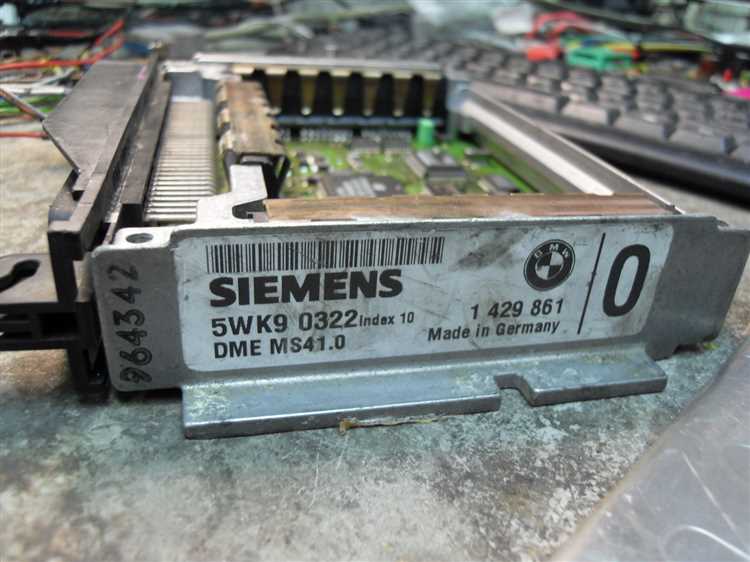 SIEMENS
5WK9 0322 Index 10
DME MS41.0
BMW
1 429 861
Made in Germany
0
964342